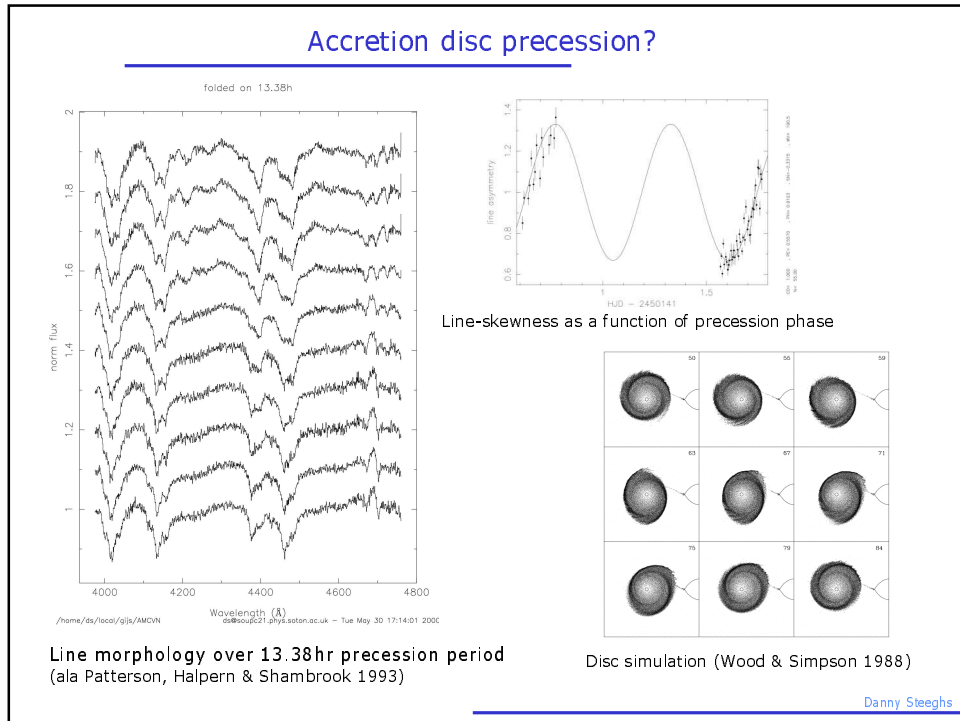 Accretion disc precession?
folded on 13.38h
2
1.8
1.6
1.4
1.2
1
norm flux
4000
4200
4400
4600
4800
Wavelength (Å)
/home/ds/local/gijs/AMCVN
ds@soupc21.phys.soton.ac.uk – Tue May 30 17:14:01 2000
Line morphology over 13.38hr precession period
(ala Patterson, Halpern & Shambrook 1993)
1.4
1.2
1
0.8
0.6
line asymmetry
1
1.5
HJD – 2450141
Line-skewness as a function of precession phase
50
55
59
63
67
71
75
79
84
Disc simulation (Wood & Simpson 1988)
Danny Steeghs